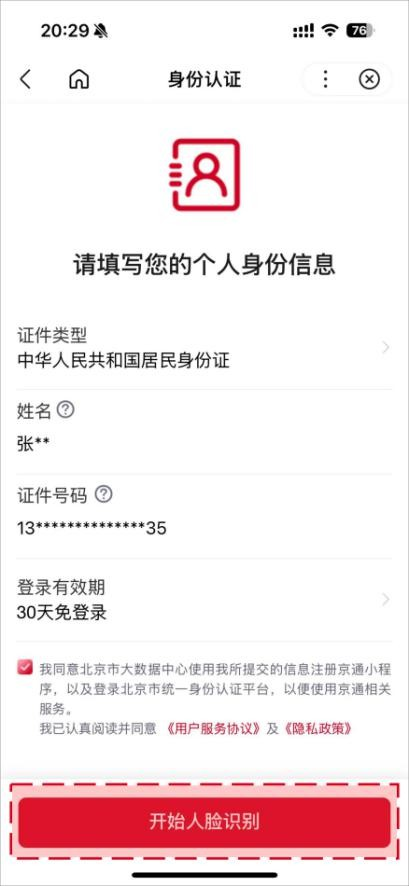 20:29 76
身份认证
请填写您的个人身份信息
证件类型
中华人民共和国居民身份证
姓名 ?
张**
证件号码 ?
13**************35
登录有效期
30天免登录
我同意北京市大数据中心使用我所提交的信息注册京通小程
序，以及登录北京市统一身份认证平台，以便使用京通相关
服务。
我已认真阅读并同意 《用户服务协议》及《隐私政策》
开始人脸识别